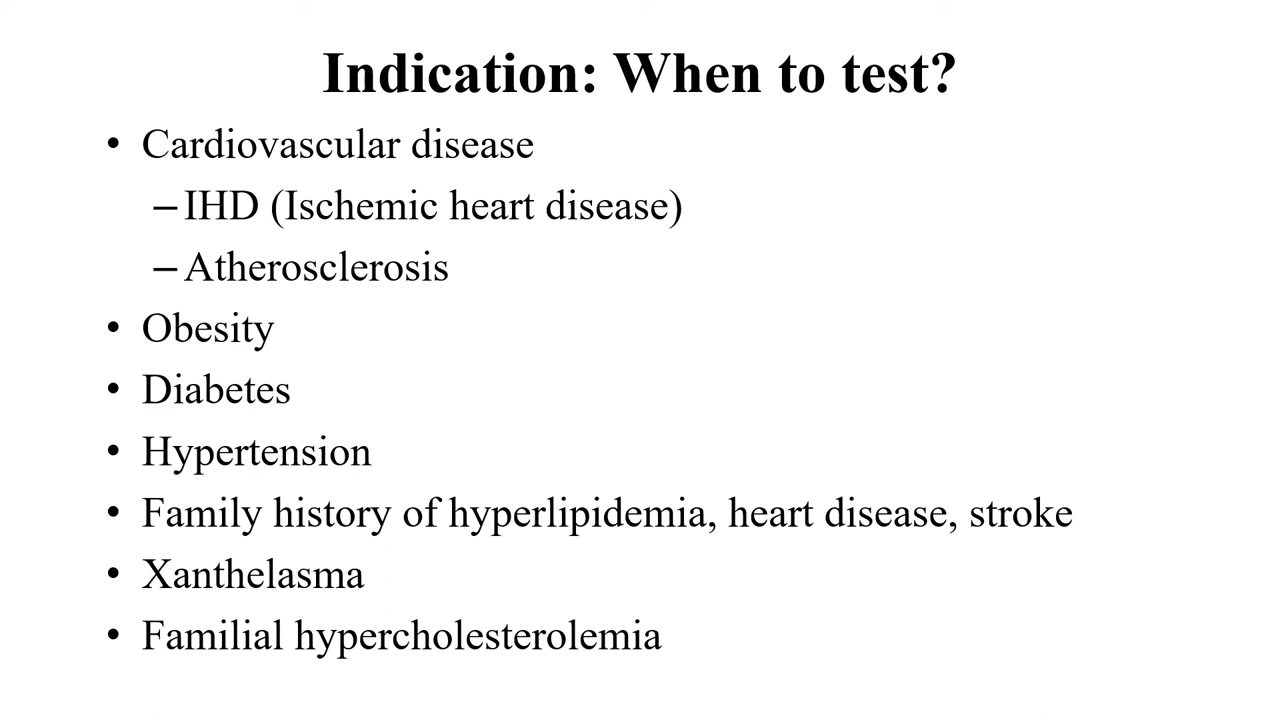 Indication: When to test?
• Cardiovascular disease
– IHD (Ischemic heart disease)
– Atherosclerosis
• Obesity
• Diabetes
• Hypertension
• Family history of hyperlipidemia, heart disease, stroke
• Xanthelasma
• Familial hypercholesterolemia